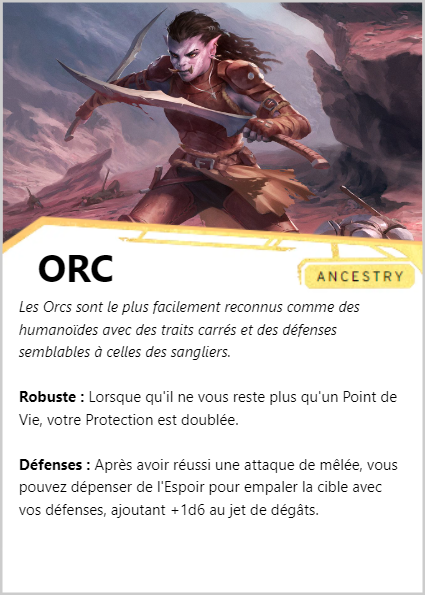 ORC
ANCESTRY
Les Orcs sont le plus facilement reconnus comme des
humanoïdes avec des traits carrés et des défenses
semblables à celles des sangliers.
Robuste : Lorsque qu'il ne vous reste plus qu'un Point de
Vie, votre Protection est doublée.
Défenses : Après avoir réussi une attaque de mêlée, vous
pouvez dépenser de l'Espoir pour empaler la cible avec
vos défenses, ajoutant +1d6 au jet de dégâts.